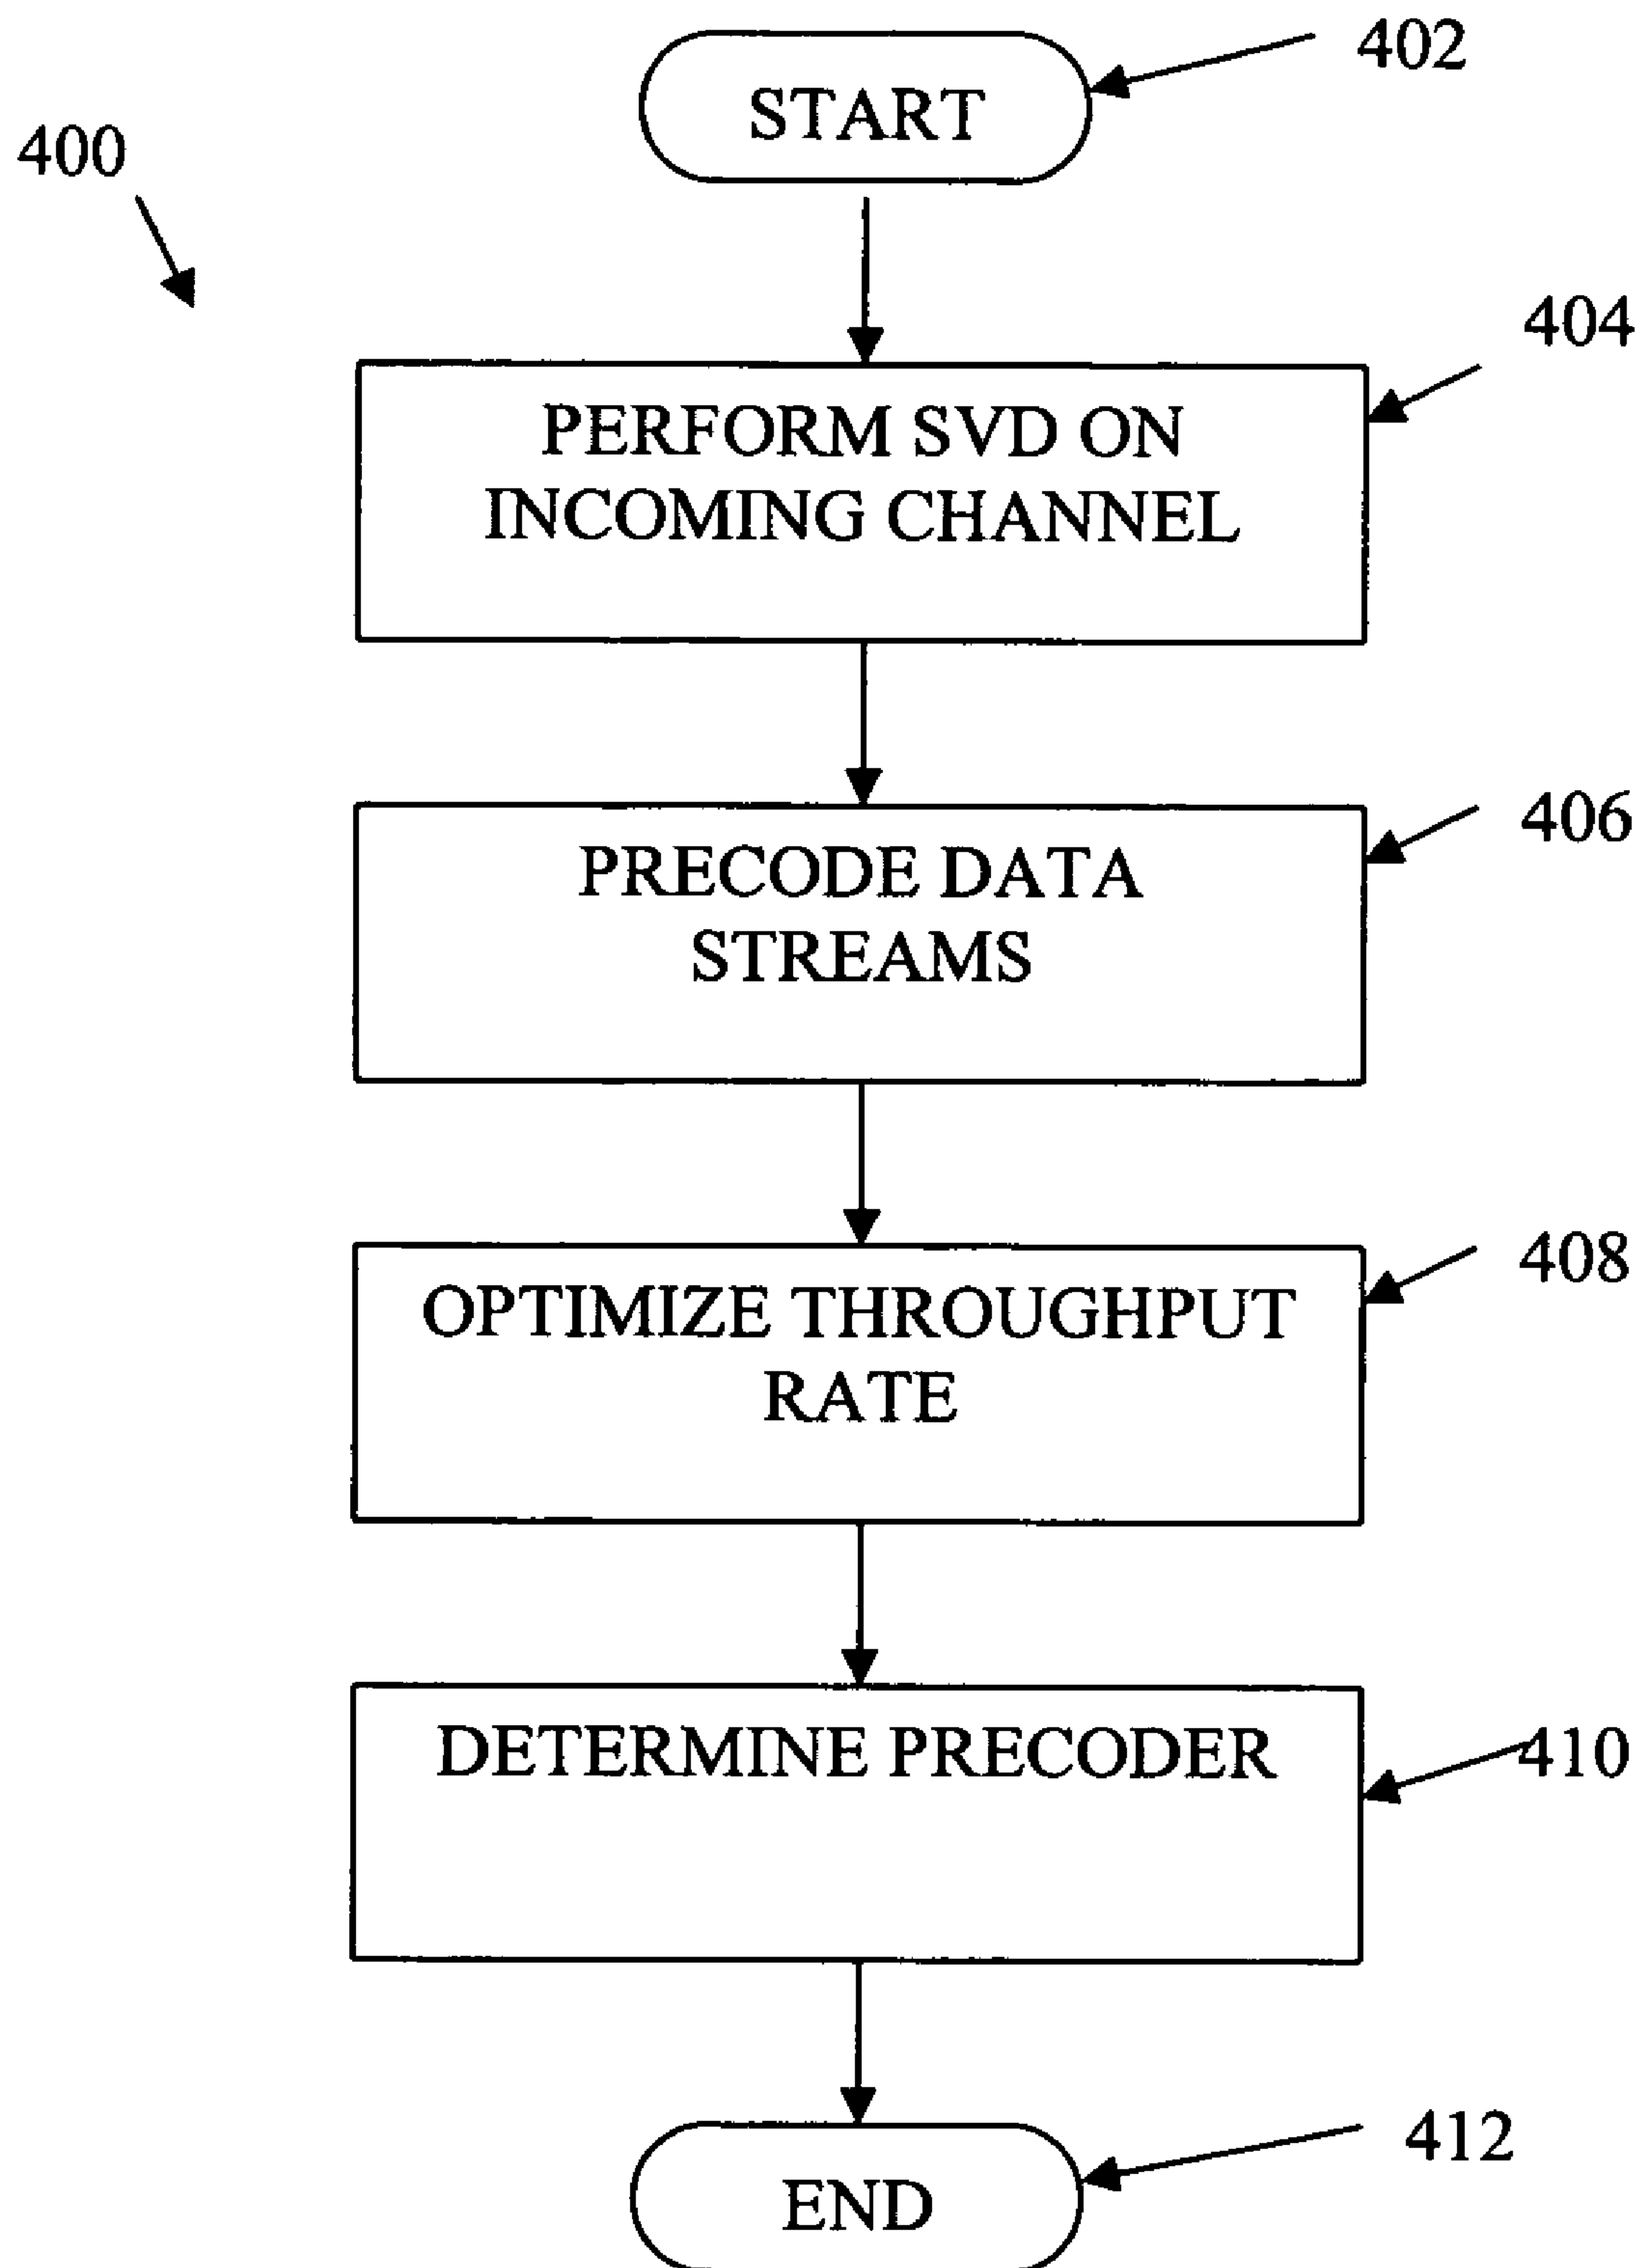 402
START
400
404
PERFORM SVD ON
INCOMING CHANNEL
406
PRECODE DATA
STREAMS
408
OPTIMIZE THROUGHPUT
RATE
410
DETERMINE PRECODER
412
END